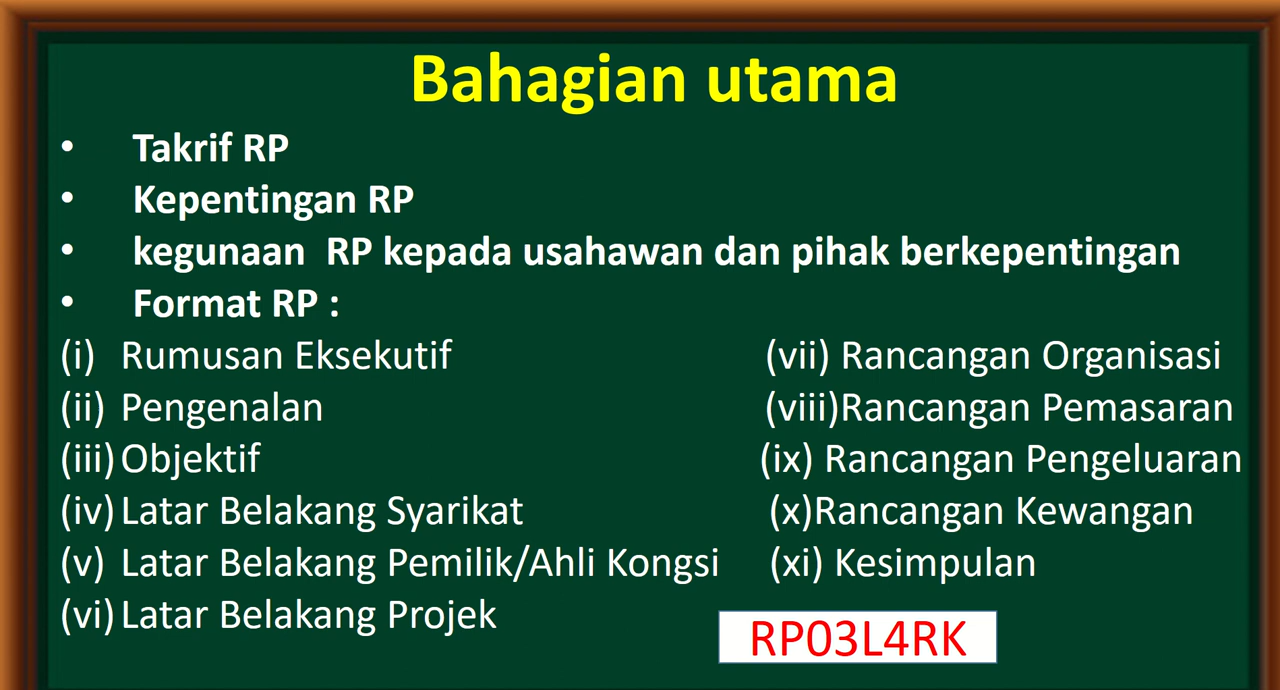 Bahagian utama
• Takrif RP
• Kepentingan RP
• kegunaan RP kepada usahawan dan pihak berkepentingan
• Format RP :
(i) Rumusan Eksekutif
(ii) Pengenalan
(iii) Objektif
(iv) Latar Belakang Syarikat
(v) Latar Belakang Pemilik/Ahli Kongsi
(vi) Latar Belakang Projek
(vii) Rancangan Organisasi
(viii)Rancangan Pemasaran
(ix) Rancangan Pengeluaran
(x)Rancangan Kewangan
(xi) Kesimpulan
RP03L4RK